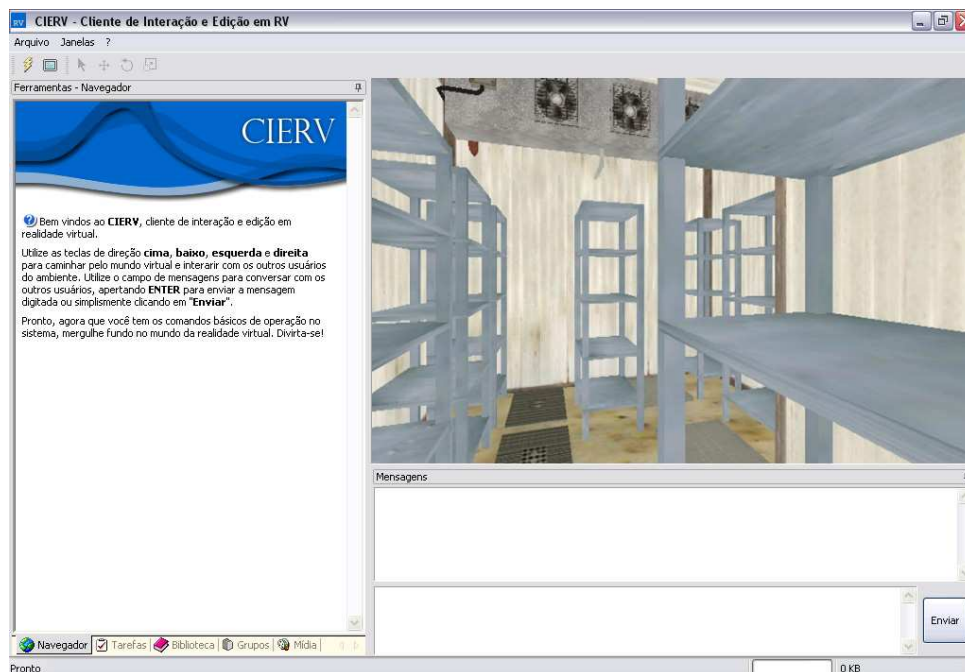 RV CIERV - Cliente de Interação e Edição em RV
Arquivo Janelas ?
Ferramentas - Navegador
CIERV
Bem vindos ao CIERV, cliente de interação e edição em
realidade virtual.
Utilize as teclas de direção cima, baixo, esquerda e direita
para caminhar pelo mundo virtual e interarir com os outros usuários
do ambiente. Utilize o campo de mensagens para conversar com os
outros usuários, apertando ENTER para enviar a mensagem
digitada ou simplismente clicando em "Enviar".
Pronto, agora que você tem os comandos básicos de operação no
sistema, mergulhe fundo no mundo da realidade virtual. Divirta-se!
Mensagens
Enviar
Navegador Tarefas Biblioteca Grupos Mídia
Pronto 0 KB